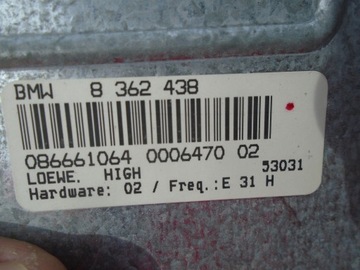 BMW 8 362 438
086661064 0006470 02
LOEWE. HIGH 53031
Hardware: 02 / Freq.:E 31 H